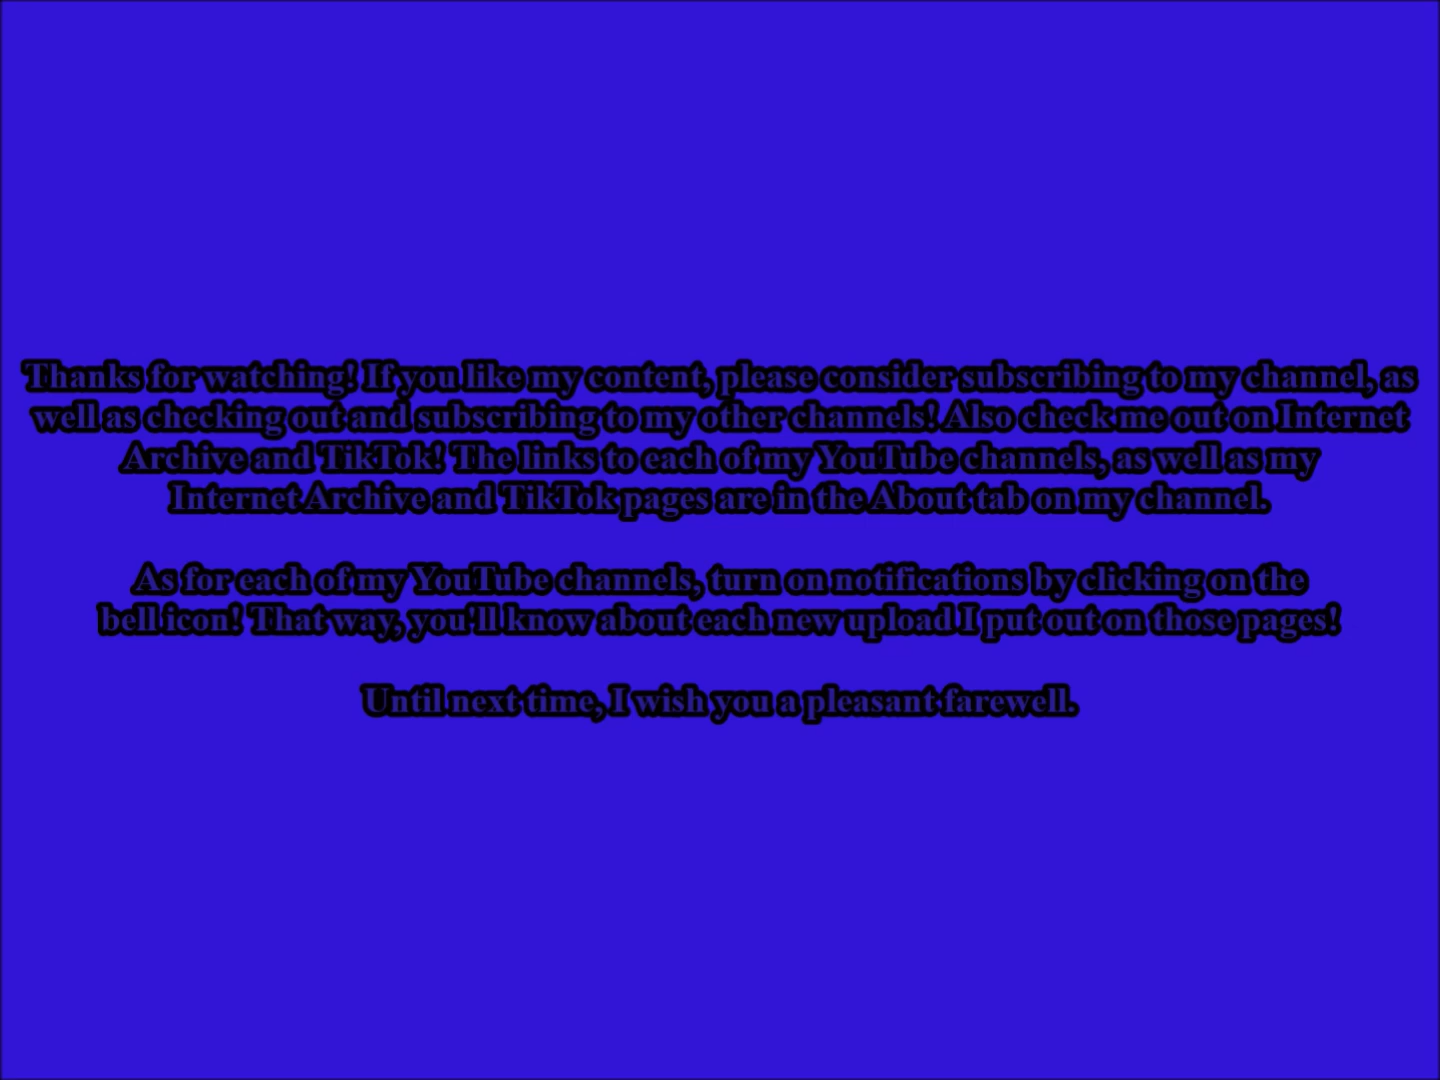 Thanks for watching! If you like my content, please consider subscribing to my channel, as
well as checking out and subscribing to my other channels! Also check me out on Internet
Archive and TikTok! The links to each of my YouTube channels, as well as my
Internet Archive and TikTok pages are in the About tab on my channel.
As for each of my YouTube channels, turn on notifications by clicking on the
bell icon! That way, you'll know about each new upload I put out on those pages!
Until next time, I wish you a pleasant farewell.